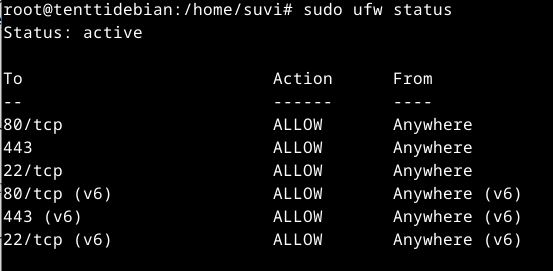 root@tenttidebian:/home/suvi# sudo ufw status
Status: active

To                         Action      From
--                         ------      ----
80/tcp                     ALLOW       Anywhere
443                        ALLOW       Anywhere
22/tcp                     ALLOW       Anywhere
80/tcp (v6)                ALLOW       Anywhere (v6)
443 (v6)                   ALLOW       Anywhere (v6)
22/tcp (v6)                ALLOW       Anywhere (v6)